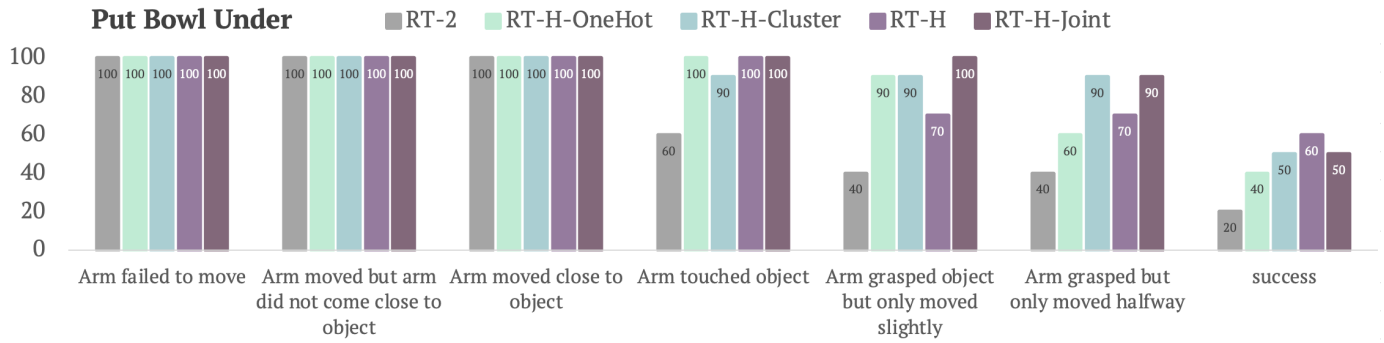 Put Bowl Under RT-2 RT-H-OneHot RT-H-Cluster RT-H RT-H-Joint
100
80
60
40
20
0
100 100 100 100 100
100 100 100 100 100
100 100 100 100 100
60 100 90 100 100
40 90 90 70 100
40 60 90 70 90
20 40 50 60 50
Arm failed to move
Arm moved but arm
did not come close to
object
Arm moved close to
object
Arm touched object
Arm grasped object
but only moved
slightly
Arm grasped but
only moved halfway
success